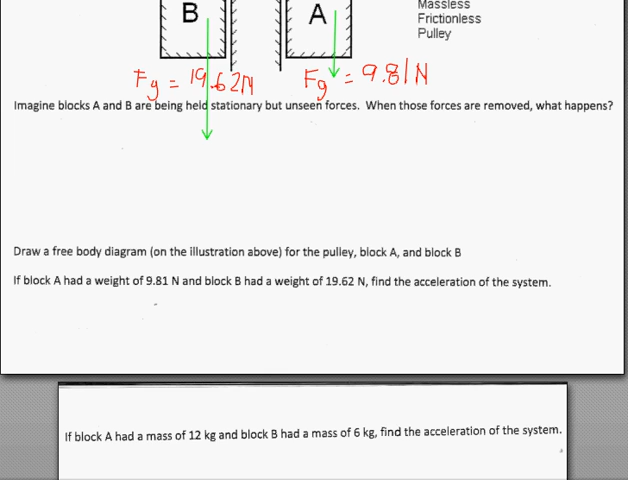 Massless
B
A
Frictionless
Pulley
Fg = 19.62N
Fg = 9.81N
Imagine blocks A and B are being held stationary but unseen forces. When those forces are removed, what happens?
Draw a free body diagram (on the illustration above) for the pulley, block A, and block B
If block A had a weight of 9.81 N and block B had a weight of 19.62 N, find the acceleration of the system.
If block A had a mass of 12 kg and block B had a mass of 6 kg, find the acceleration of the system.